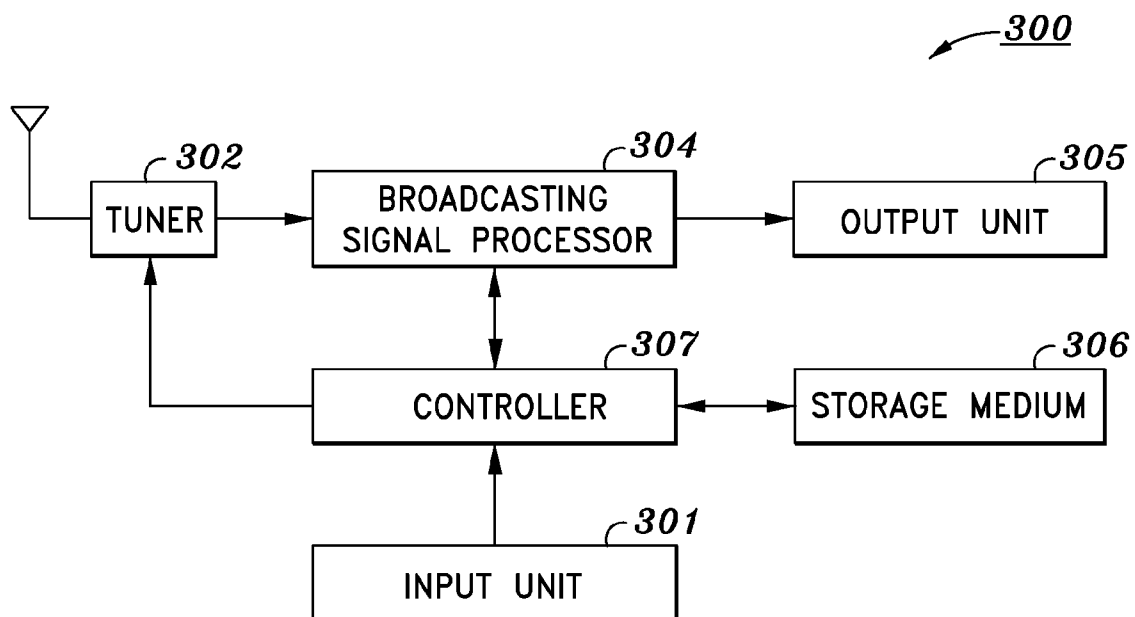 300
302
TUNER
304
BROADCASTING
SIGNAL PROCESSOR
305
OUTPUT UNIT
307
CONTROLLER
306
STORAGE MEDIUM
301
INPUT UNIT